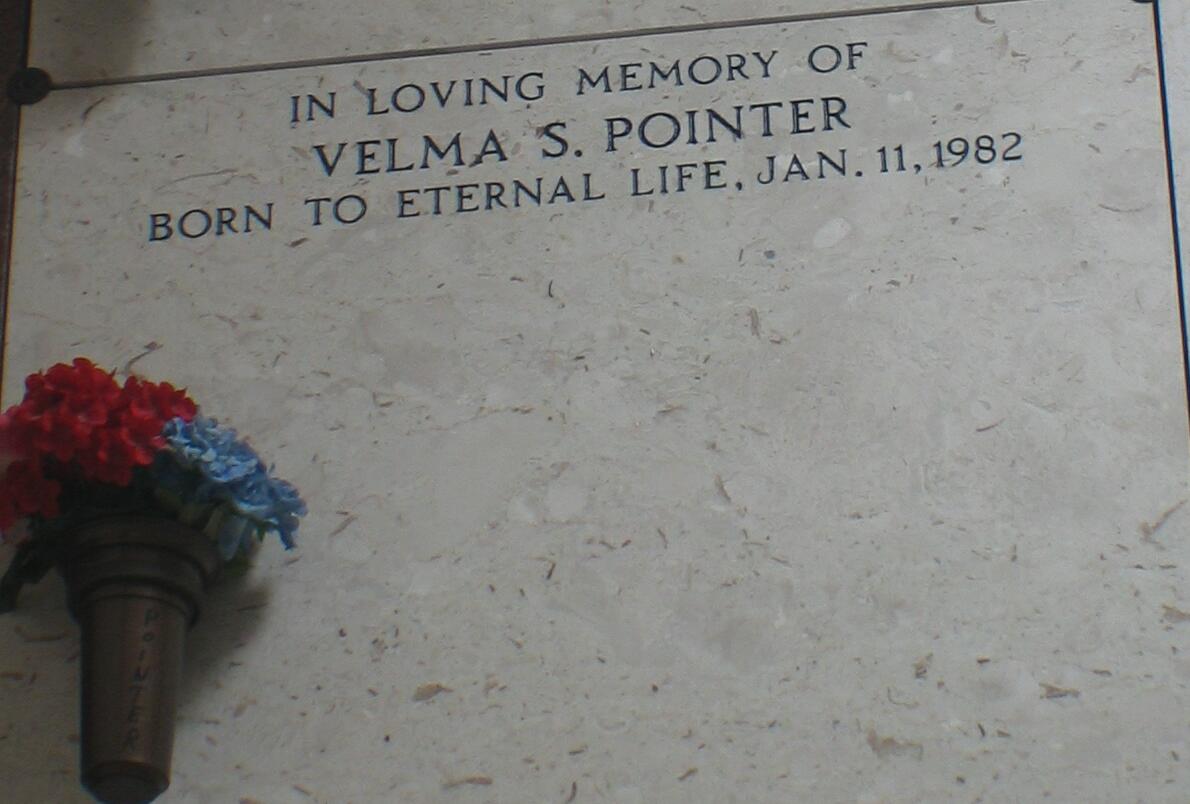 IN LOVING MEMORY OF
VELMA S. POINTER
BORN TO ETERNAL LIFE, JAN. 11, 1982
POINTER